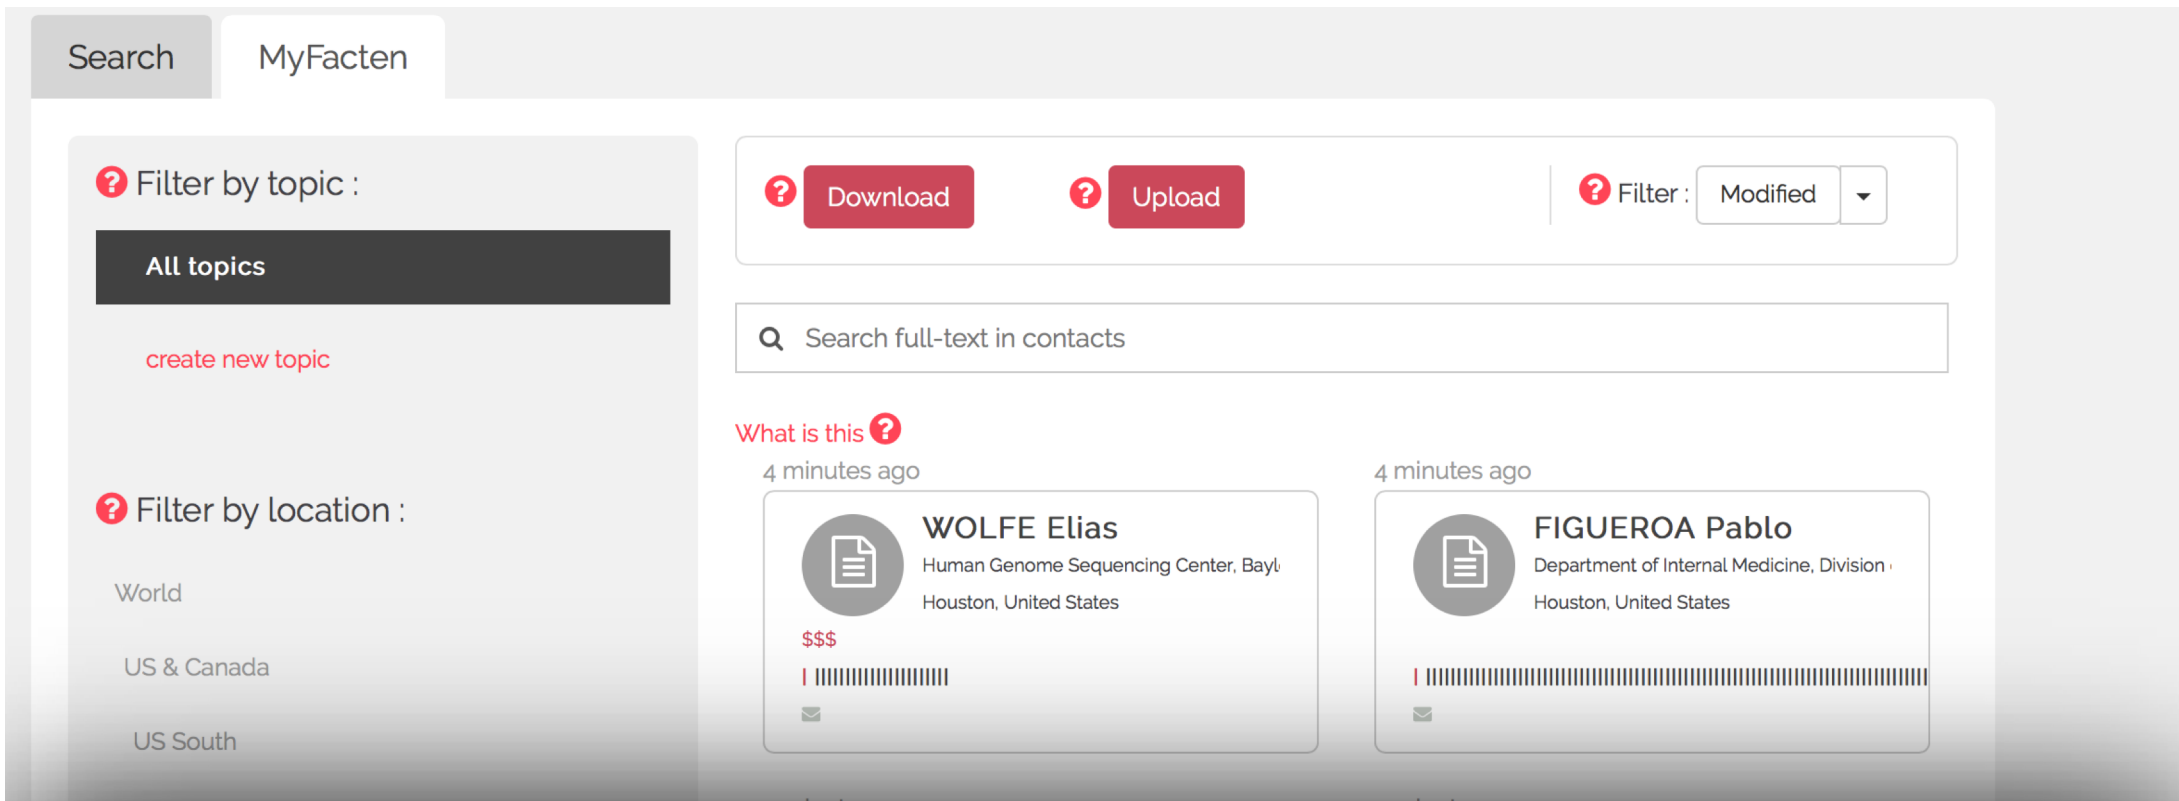 Search
MyFacten
Filter by topic :
All topics
create new topic
Filter by location :
World
US & Canada
US South
Download
Upload
Filter :
Modified
Search full-text in contacts
What is this
4 minutes ago
WOLFE Elias
Human Genome Sequencing Center, Bayl
Houston, United States
$$$
4 minutes ago
FIGUEROA Pablo
Department of Internal Medicine, Division
Houston, United States